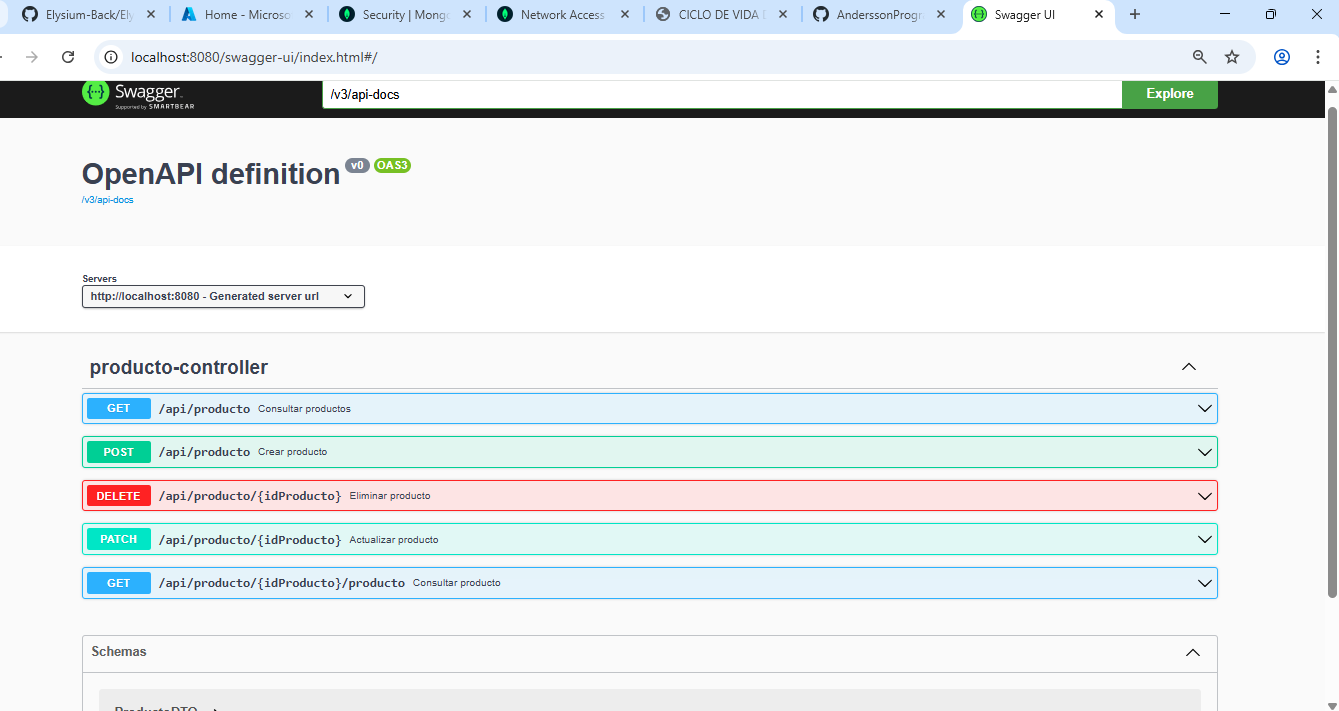 Elysium-Back/Ely
Home - Microso
Security | Mongo
Network Access
CICLO DE VIDA
AnderssonProgr
Swagger UI
localhost:8080/swagger-ui/index.html#/
Swagger
Supported by SMARTBEAR
/v3/api-docs
Explore
OpenAPI definition v0 OAS3
/v3/api-docs
Servers
http://localhost:8080 - Generated server url
producto-controller
GET /api/producto Consultar productos
POST /api/producto Crear producto
DELETE /api/producto/{idProducto} Eliminar producto
PATCH /api/producto/{idProducto} Actualizar producto
GET /api/producto/{idProducto}/producto Consultar producto
Schemas
ProductoDTO